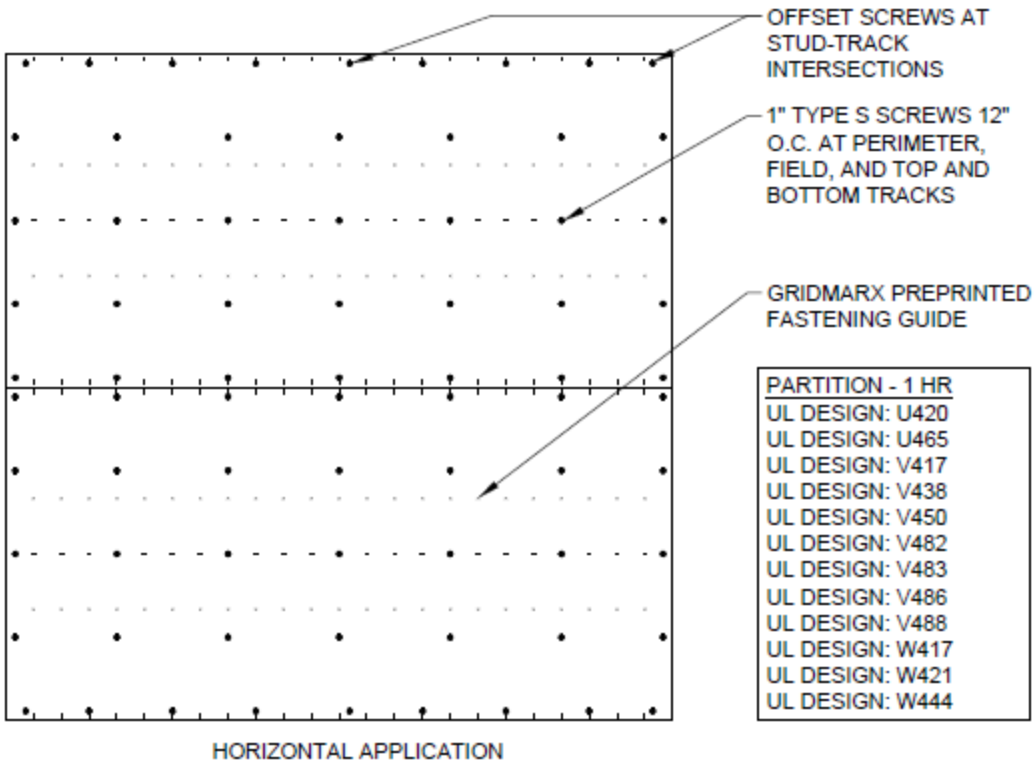 OFFSET SCREWS AT
STUD-TRACK
INTERSECTIONS
1" TYPE S SCREWS 12"
O.C. AT PERIMETER,
FIELD, AND TOP AND
BOTTOM TRACKS
GRIDMARX PREPRINTED
FASTENING GUIDE
PARTITION - 1 HR
UL DESIGN: U420
UL DESIGN: U465
UL DESIGN: V417
UL DESIGN: V438
UL DESIGN: V450
UL DESIGN: V482
UL DESIGN: V483
UL DESIGN: V486
UL DESIGN: V488
UL DESIGN: W417
UL DESIGN: W421
UL DESIGN: W444
HORIZONTAL APPLICATION